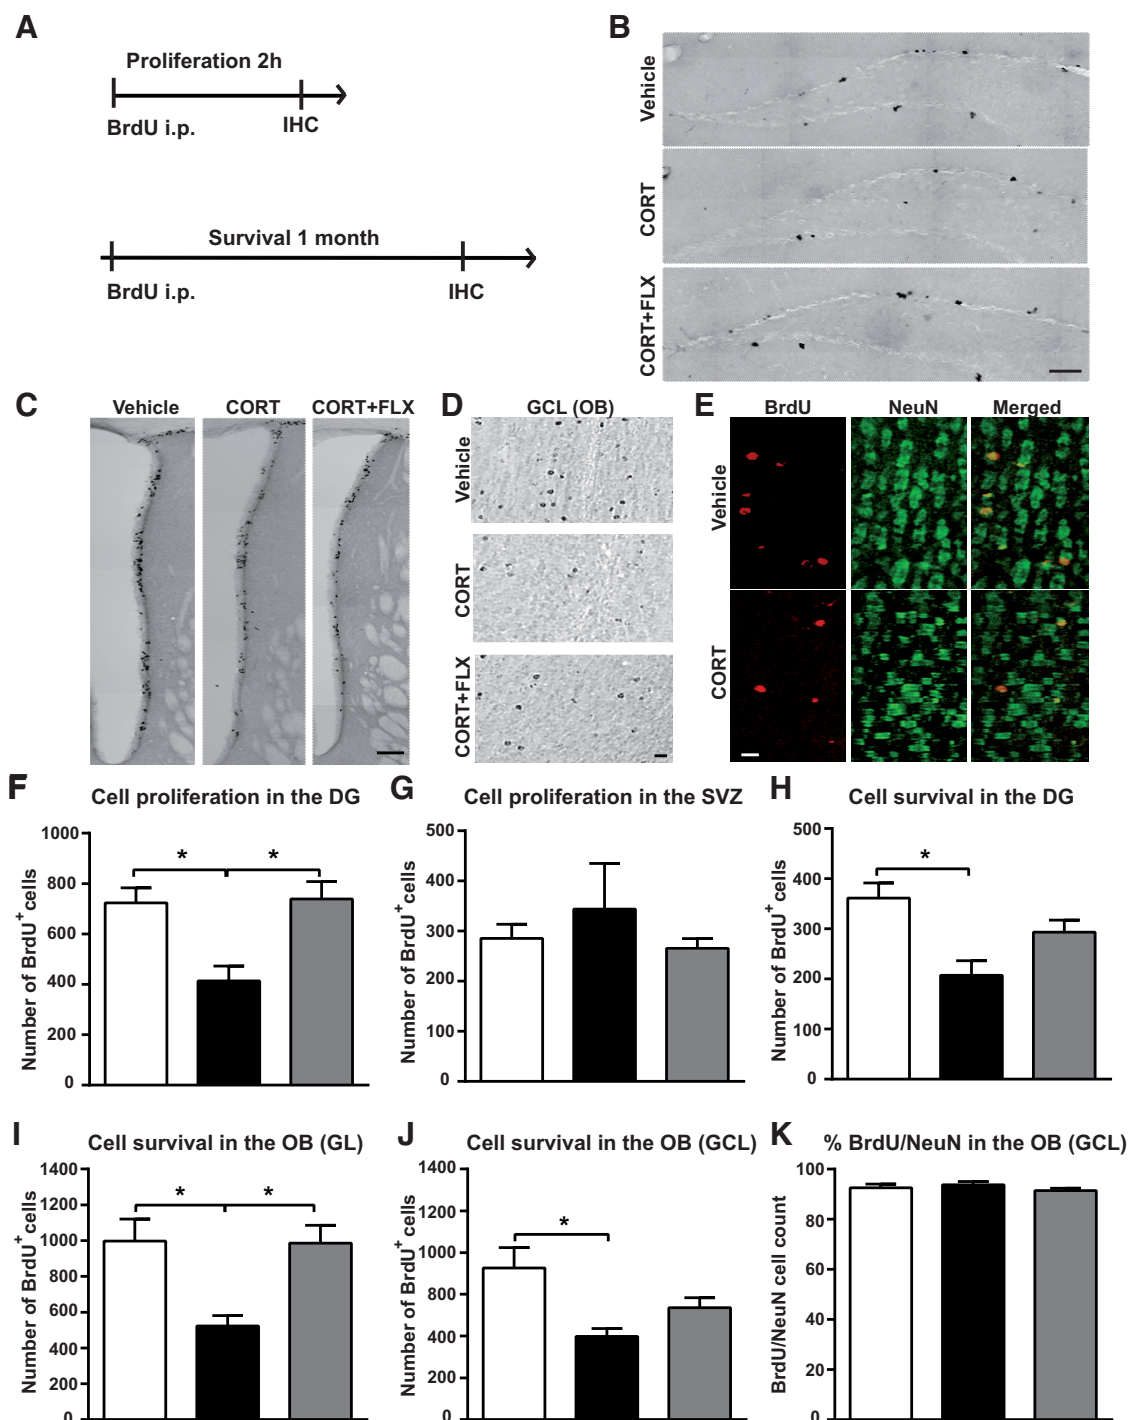 A
Proliferation 2h
BrdU i.p.
IHC
Survival 1 month
BrdU i.p.
IHC
B
Vehicle
CORT
CORT+FLX
C
Vehicle
CORT
CORT+FLX
D
GCL (OB)
Vehicle
CORT
CORT+FLX
E
BrdU
NeuN
Merged
Vehicle
CORT
F
Cell proliferation in the DG
Number of BrdU+ cells
1000
800
600
400
200
0
*
*
G
Cell proliferation in the SVZ
Number of BrdU+ cells
500
400
300
200
100
0
H
Cell survival in the DG
Number of BrdU+ cells
500
400
300
200
100
0
*
I
Cell survival in the OB (GL)
Number of BrdU+ cells
1400
1200
1000
800
600
400
200
0
*
*
J
Cell survival in the OB (GCL)
Number of BrdU+ cells
1400
1200
1000
800
600
400
200
0
*
K
% BrdU/NeuN in the OB (GCL)
BrdU/NeuN cell count
100
80
60
40
20
0